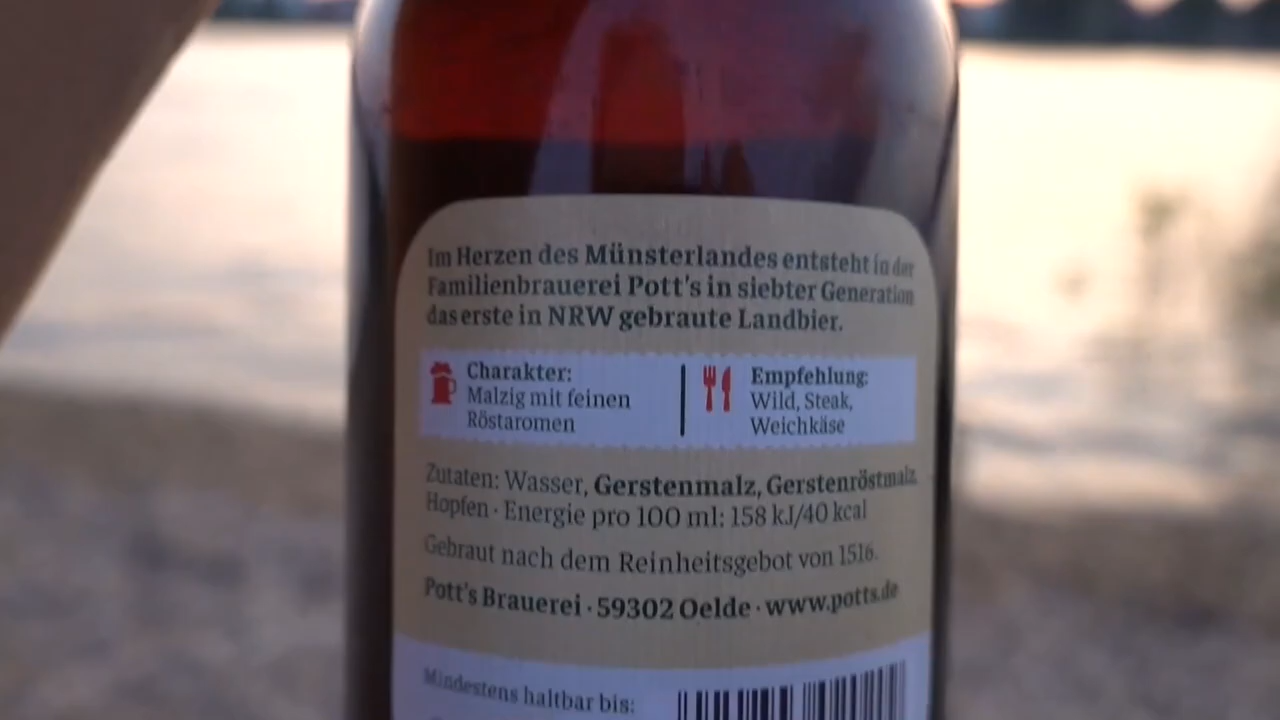 Im Herzen des Münsterlandes entsteht in der
Familienbrauerei Pott's in siebter Generation
das erste in NRW gebraute Landbier.
Charakter:
Malzig mit feinen
Röstaromen
Empfehlung:
Wild, Steak,
Weichkäse
Zutaten: Wasser, Gerstenmalz, Gerstenröstmalz
Hopfen · Energie pro 100 ml: 158 kJ/40 kcal
Gebraut nach dem Reinheitsgebot von 1516.
Pott's Brauerei · 59302 Oelde · www.potts.de
Mindestens haltbar bis: